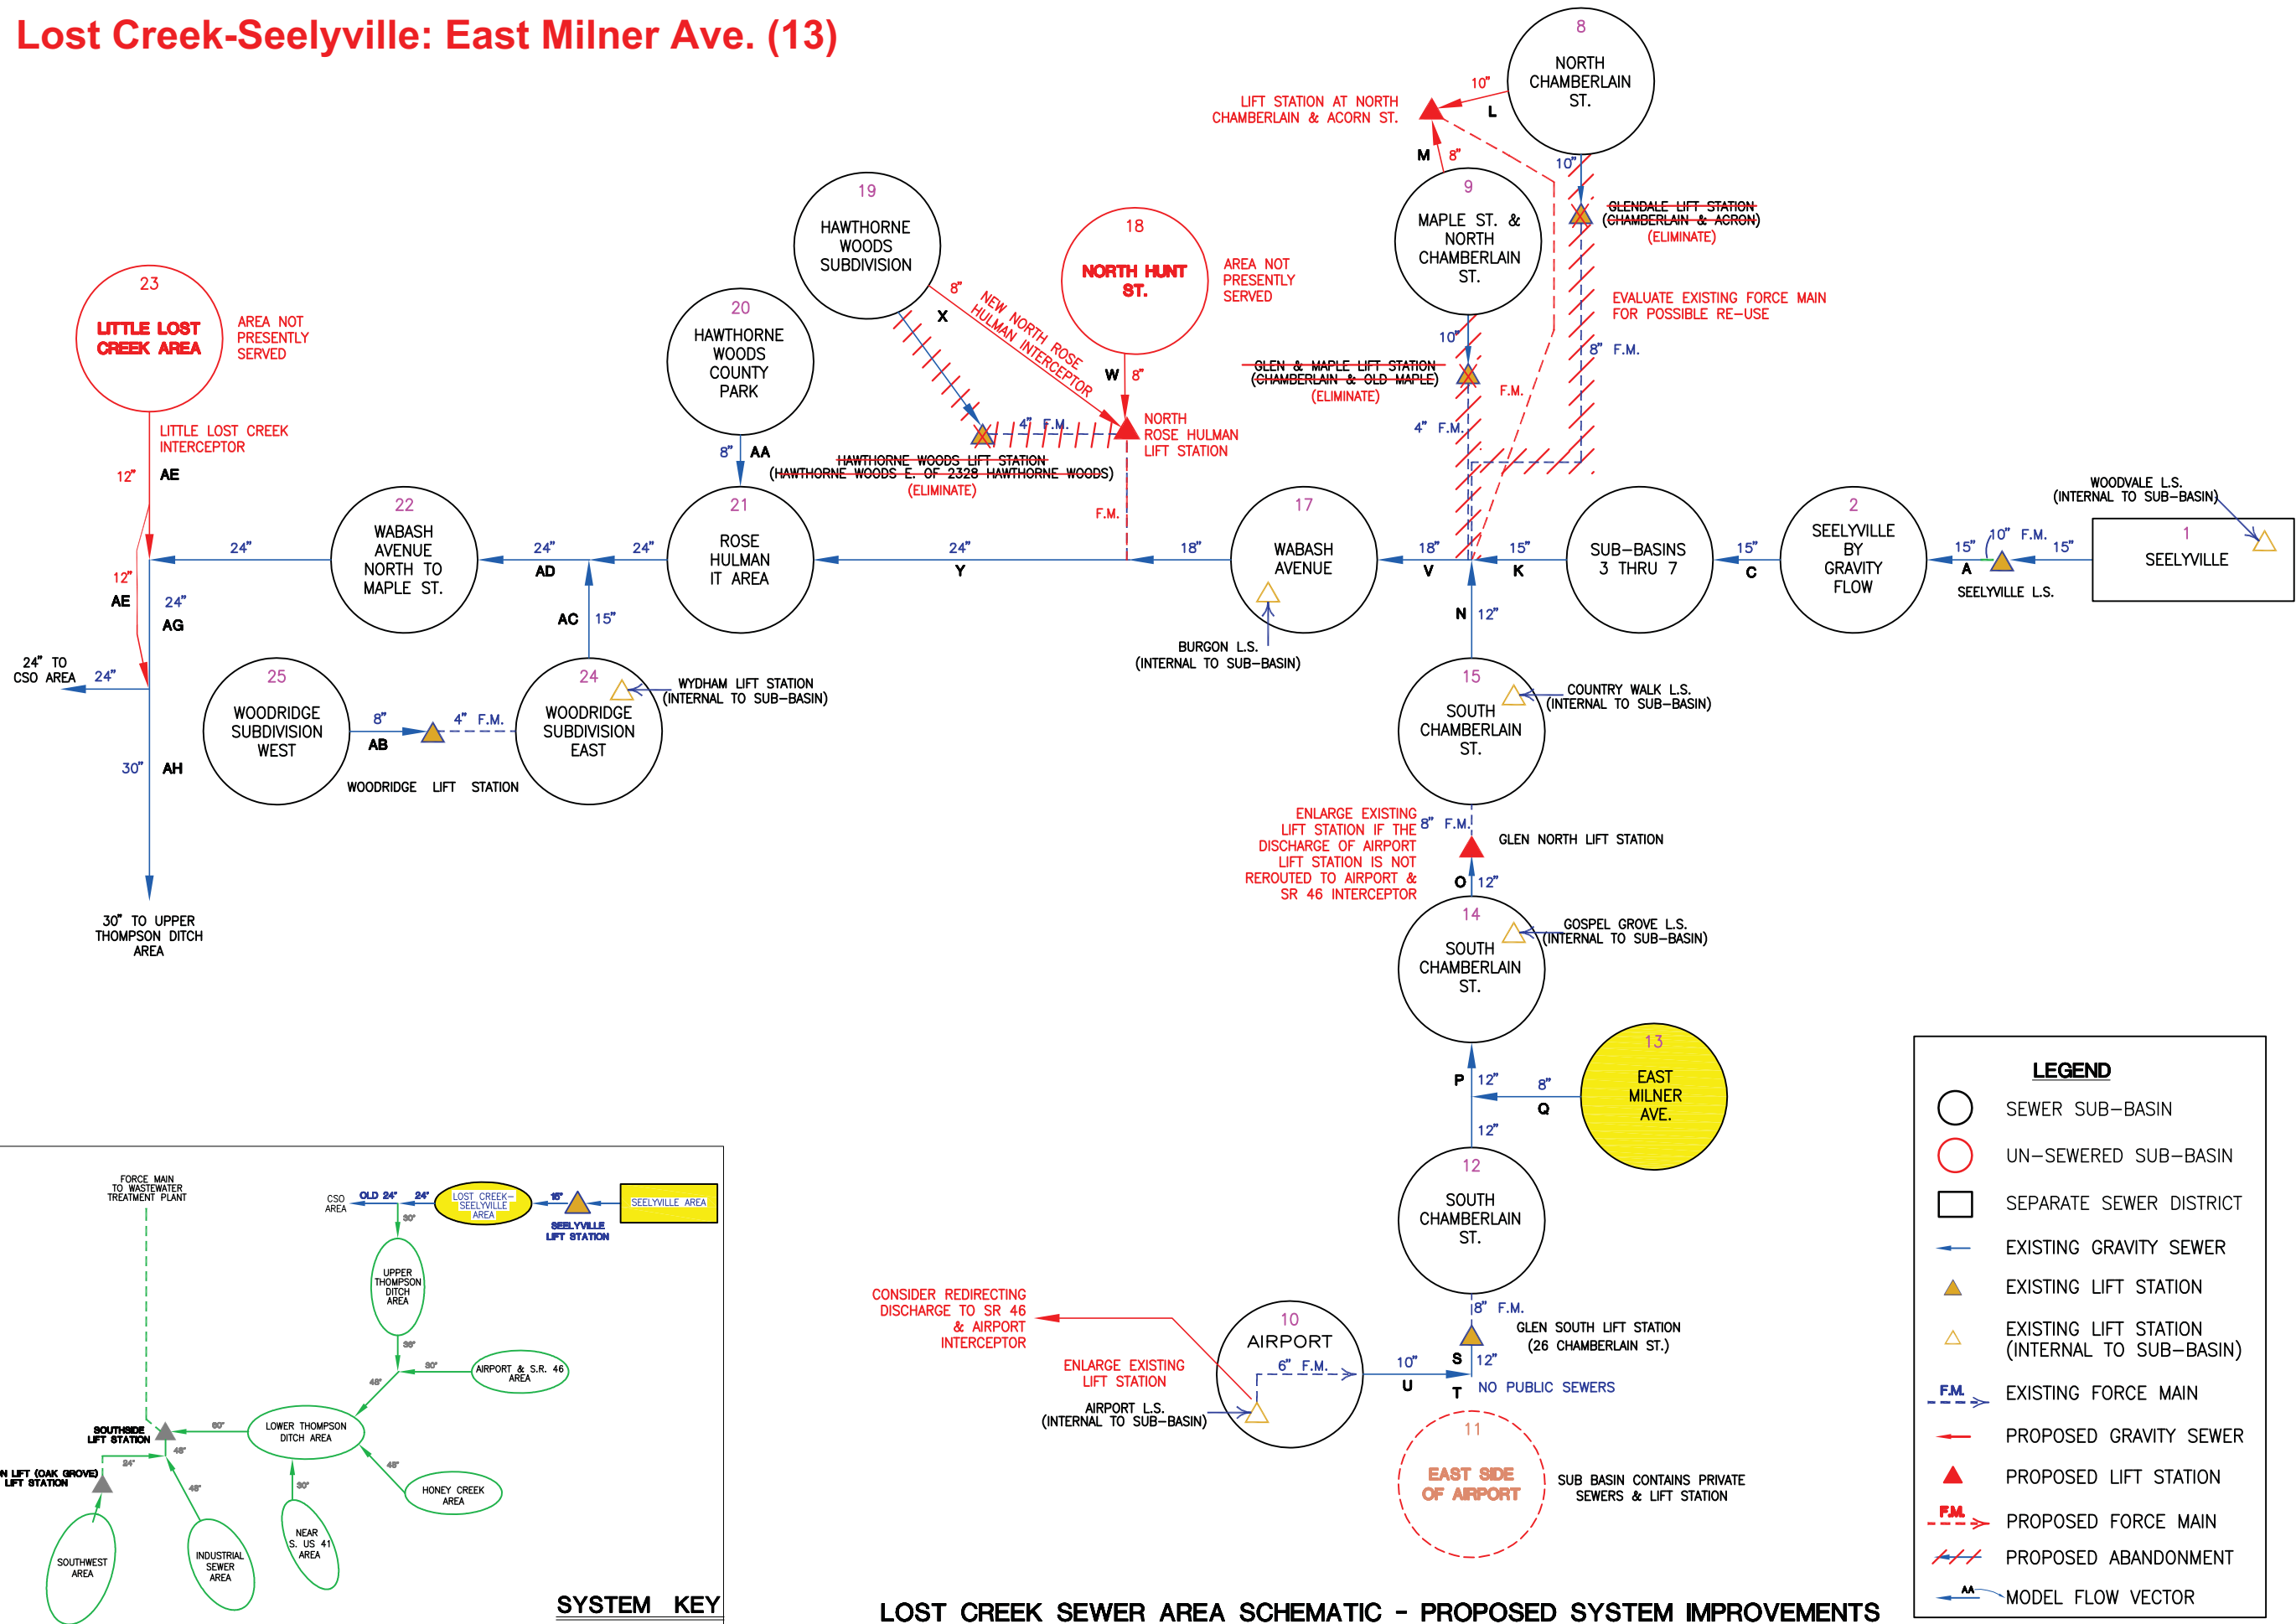 Lost Creek-Seelyville: East Milner Ave. (13)
8
NORTH
CHAMBERLAIN
ST.
10"
L
LIFT STATION AT NORTH
CHAMBERLAIN & ACORN ST.
M 8"
10"
9
MAPLE ST. &
NORTH
CHAMBERLAIN
ST.
GLENDALE LIFT STATION
(CHAMBERLAIN & ACRON)
(ELIMINATE)
EVALUATE EXISTING FORCE MAIN
FOR POSSIBLE RE-USE
8" F.M.
10"
GLEN & MAPLE LIFT STATION
(CHAMBERLAIN & OLD MAPLE)
(ELIMINATE)
4" F.M.
F.M.
19
HAWTHORNE
WOODS
SUBDIVISION
8"
X
NEW NORTH ROSE
HULMAN INTERCEPTOR
18
NORTH HUNT
ST.
AREA NOT
PRESENTLY
SERVED
W 8"
NORTH
ROSE HULMAN
LIFT STATION
4" F.M.
HAWTHORNE WOODS LIFT STATION
(HAWTHORNE WOODS E. OF 2328 HAWTHORNE WOODS)
(ELIMINATE)
F.M.
20
HAWTHORNE
WOODS
COUNTY
PARK
8" AA
23
LITTLE LOST
CREEK AREA
AREA NOT
PRESENTLY
SERVED
LITTLE LOST CREEK
INTERCEPTOR
12" AE
24"
22
WABASH
AVENUE
NORTH TO
MAPLE ST.
24"
AD
24"
21
ROSE
HULMAN
IT AREA
24"
Y
18"
17
WABASH
AVENUE
BURGON L.S.
(INTERNAL TO SUB-BASIN)
18"
V
15"
K
SUB-BASINS
3 THRU 7
15"
C
2
SEELYVILLE
BY
GRAVITY
FLOW
15"
A
10" F.M.
15"
SEELYVILLE L.S.
WOODVALE L.S.
(INTERNAL TO SUB-BASIN)
1
SEELYVILLE
12"
AE
24"
AG
24" TO
CSO AREA
24"
30" AH
30" TO UPPER
THOMPSON DITCH
AREA
25
WOODRIDGE
SUBDIVISION
WEST
8"
AB
4" F.M.
WOODRIDGE LIFT STATION
AC 15"
24
WOODRIDGE
SUBDIVISION
EAST
WYDHAM LIFT STATION
(INTERNAL TO SUB-BASIN)
N 12"
15
SOUTH
CHAMBERLAIN
ST.
COUNTRY WALK L.S.
(INTERNAL TO SUB-BASIN)
ENLARGE EXISTING
LIFT STATION IF THE
DISCHARGE OF AIRPORT
LIFT STATION IS NOT
REROUTED TO AIRPORT &
SR 46 INTERCEPTOR
8" F.M.
GLEN NORTH LIFT STATION
O 12"
14
SOUTH
CHAMBERLAIN
ST.
GOSPEL GROVE L.S.
(INTERNAL TO SUB-BASIN)
P 12"
8"
Q
13
EAST
MILNER
AVE.
12"
12
SOUTH
CHAMBERLAIN
ST.
8" F.M.
GLEN SOUTH LIFT STATION
(26 CHAMBERLAIN ST.)
S 12"
T NO PUBLIC SEWERS
CONSIDER REDIRECTING
DISCHARGE TO SR 46
& AIRPORT
INTERCEPTOR
ENLARGE EXISTING
LIFT STATION
AIRPORT L.S.
(INTERNAL TO SUB-BASIN)
10
AIRPORT
6" F.M.
10"
U
11
EAST SIDE
OF AIRPORT
SUB BASIN CONTAINS PRIVATE
SEWERS & LIFT STATION
LEGEND
SEWER SUB-BASIN
UN-SEWERED SUB-BASIN
SEPARATE SEWER DISTRICT
EXISTING GRAVITY SEWER
EXISTING LIFT STATION
EXISTING LIFT STATION
(INTERNAL TO SUB-BASIN)
F.M. EXISTING FORCE MAIN
PROPOSED GRAVITY SEWER
PROPOSED LIFT STATION
F.M. PROPOSED FORCE MAIN
PROPOSED ABANDONMENT
AA MODEL FLOW VECTOR
FORCE MAIN
TO WASTEWATER
TREATMENT PLANT
CSO
AREA
OLD 24"
24"
LOST CREEK-
SEELYVILLE
AREA
15"
SEELYVILLE
LIFT STATION
SEELYVILLE AREA
30"
UPPER
THOMPSON
DITCH
AREA
36"
30"
AIRPORT & S.R. 46
AREA
48"
LOWER THOMPSON
DITCH AREA
60"
SOUTHSIDE
LIFT STATION
48"
24"
ON LIFT (OAK GROVE)
LIFT STATION
48"
30"
48"
HONEY CREEK
AREA
NEAR
S. US 41
AREA
INDUSTRIAL
SEWER
AREA
SOUTHWEST
AREA
SYSTEM KEY
LOST CREEK SEWER AREA SCHEMATIC - PROPOSED SYSTEM IMPROVEMENTS